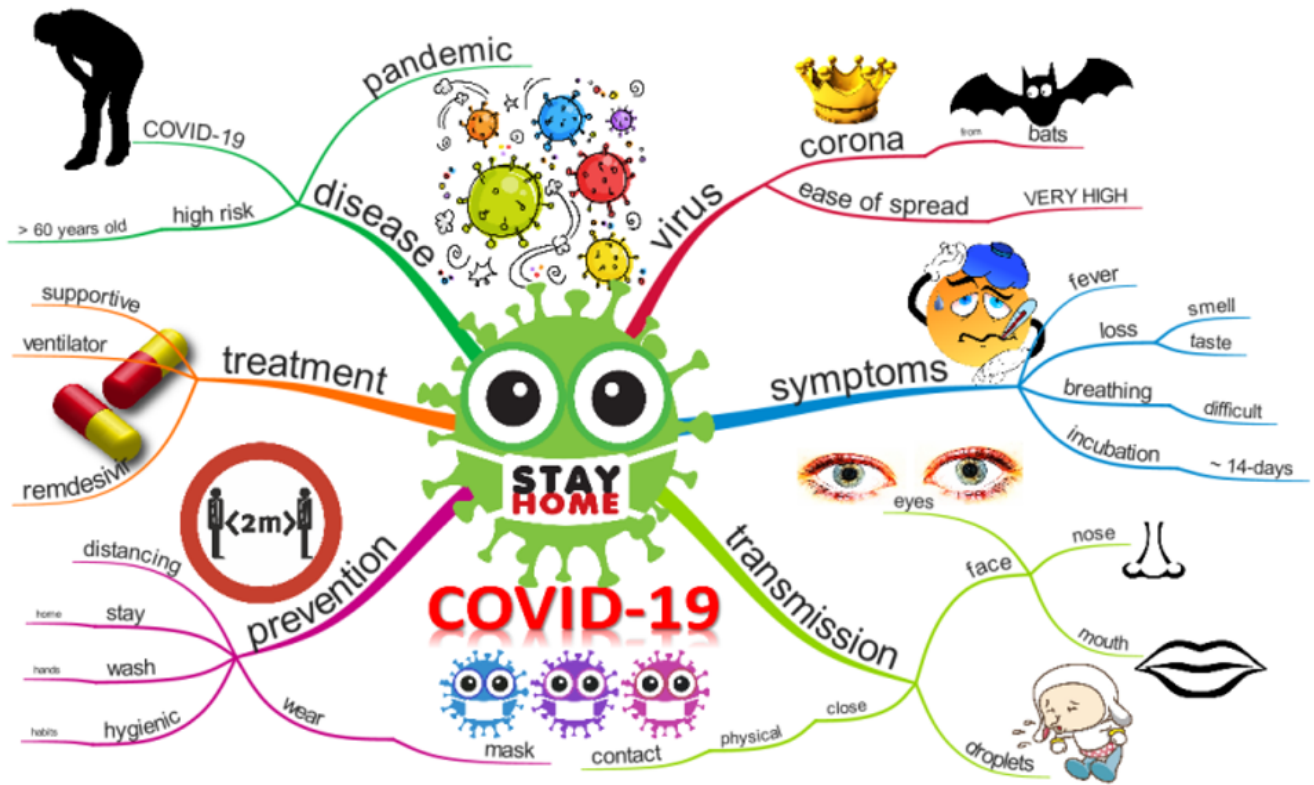 pandemic
COVID-19
disease
high risk
> 60 years old
virus
corona
from
bats
ease of spread
VERY HIGH
supportive
ventilator
treatment
remdesivir
symptoms
fever
loss
smell
taste
breathing
difficult
incubation
~ 14-days
STAY
HOME
COVID-19
<2m>
prevention
distancing
home
stay
hands
wash
habits
hygienic
wear
mask
transmission
eyes
face
nose
mouth
close
physical
contact
droplets